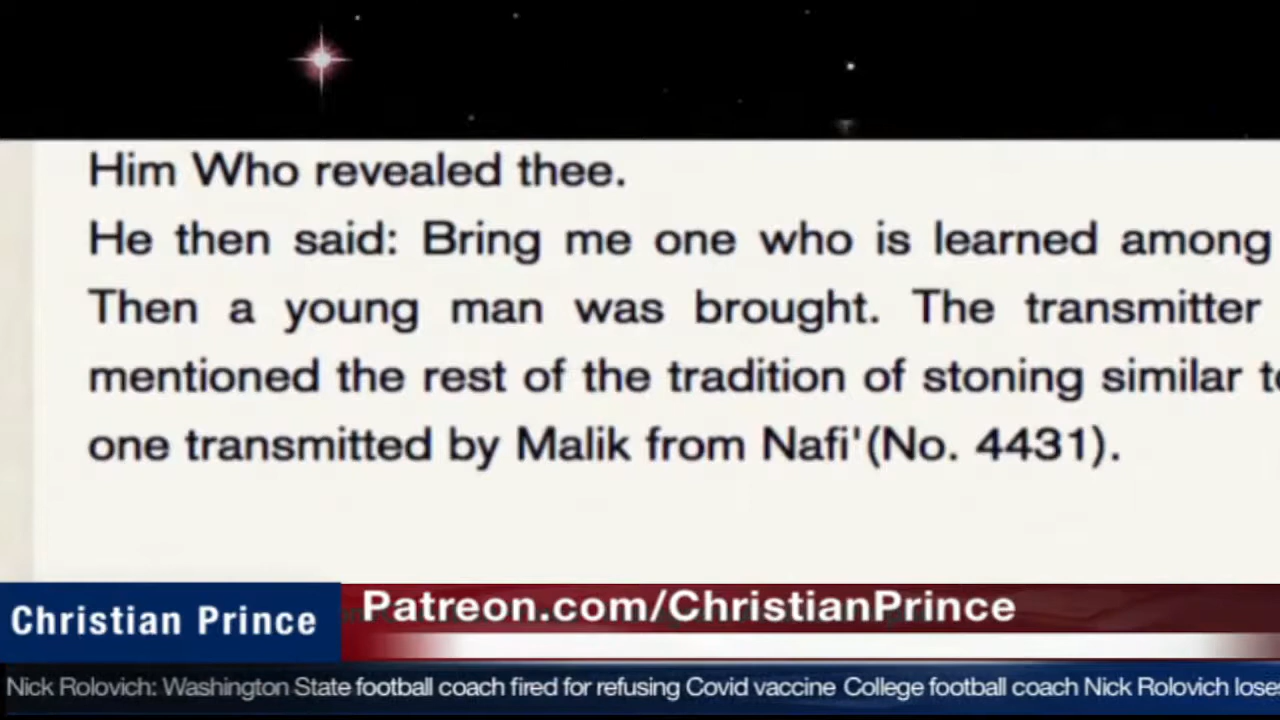 Him Who revealed thee.
He then said: Bring me one who is learned among
Then a young man was brought. The transmitter
mentioned the rest of the tradition of stoning similar
one transmitted by Malik from Nafi'(No. 4431).
Christian Prince
Patreon.com/ChristianPrince
Nick Rolovich: Washington State football coach fired for refusing Covid vaccine College football coach Nick Rolovich lose